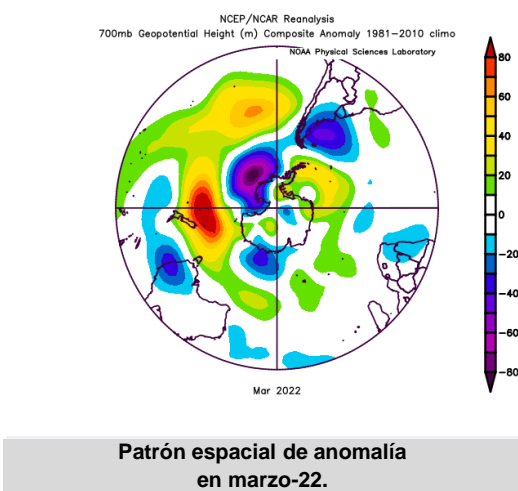 NCEP/NCAR Reanalysis
700mb Geopotential Height (m) Composite Anomaly 1981−2010 climo
NOAA Physical Sciences Laboratory
80
60
40
20
0
−20
−40
−60
−80
Mar 2022
Patrón espacial de anomalía
en marzo-22.